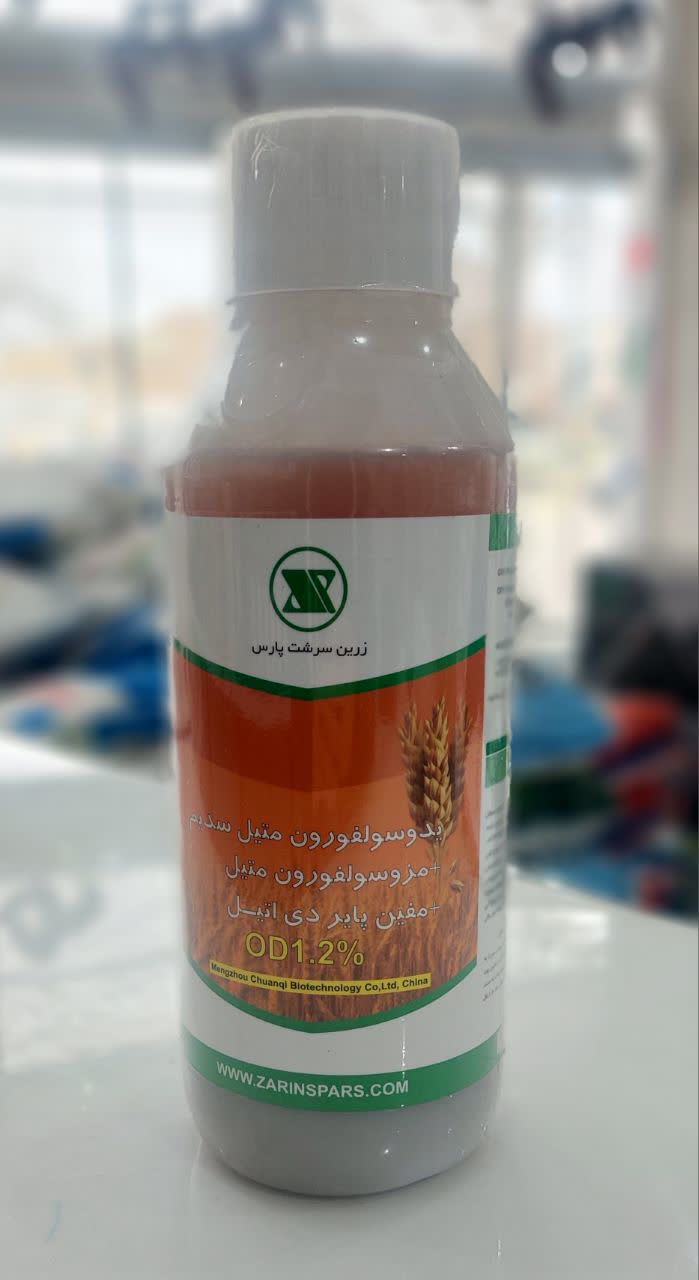 زرین سرشت پارس
یدوسولفورون متیل سدیم
+مزوسولفورون متیل
+مفین پایر دی اتیل
OD1.2%
Mengzhou Chuanqi Biotechnology Co,Ltd, China
WWW.ZARINSPARS.COM